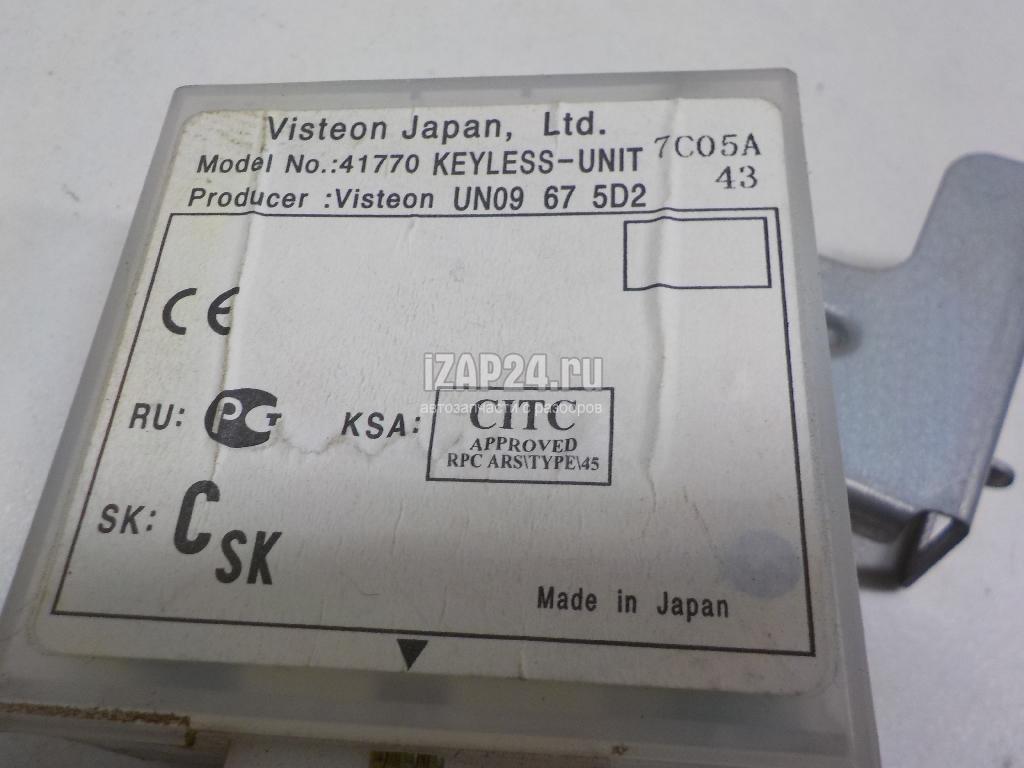 Visteon Japan, Ltd.
Model No.:41770 KEYLESS-UNIT 7C05A
Producer :Visteon UN09 67 5D2 43
CE
iZAP24.ru
автозапчасти с разборов
RU: PCT KSA: CITC
APPROVED
RPC ARS\TYPE\45
SK: CSK
Made in Japan